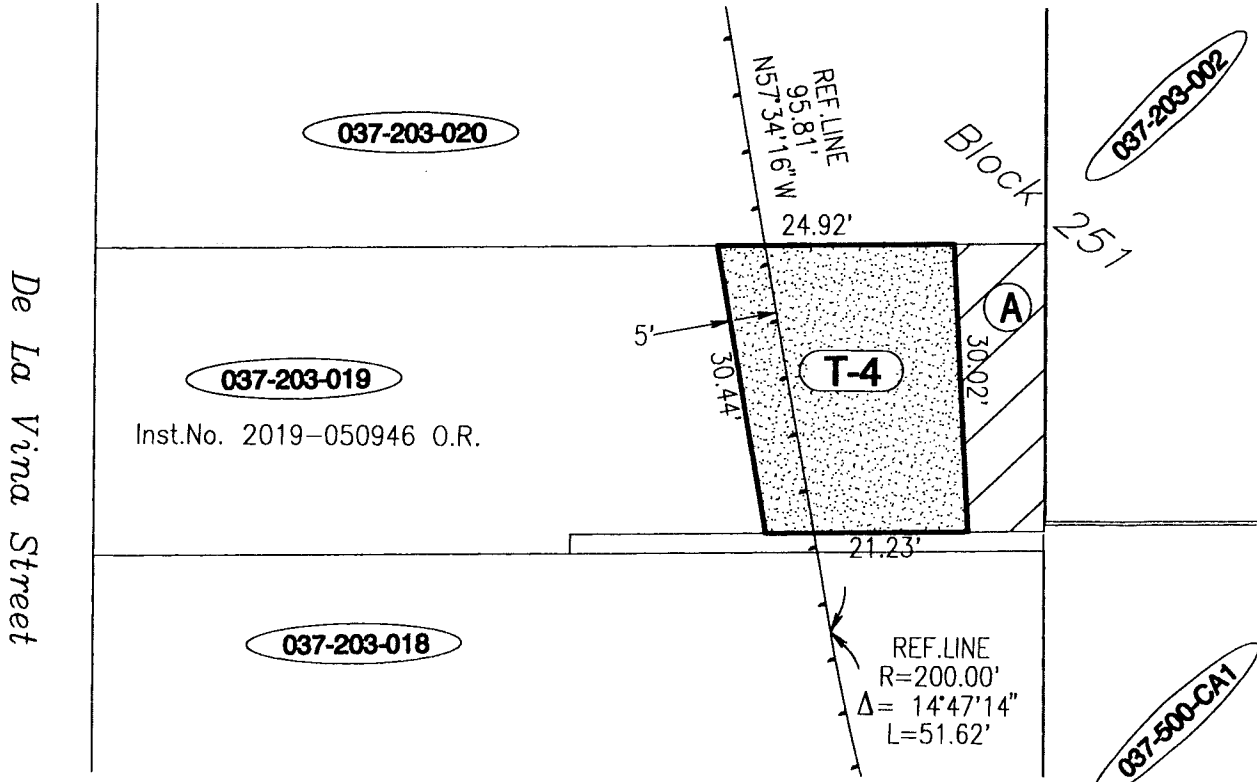 037-203-020
REF.LINE
95.81'
N57°34'16"W
Block 251
037-203-002
24.92'
A
5'
T-4
30.44'
30.02'
037-203-019
Inst.No. 2019-050946 O.R.
De La Vina Street
21.23'
037-203-018
REF.LINE
R=200.00'
Δ= 14°47'14"
L=51.62'
037-500-CA1